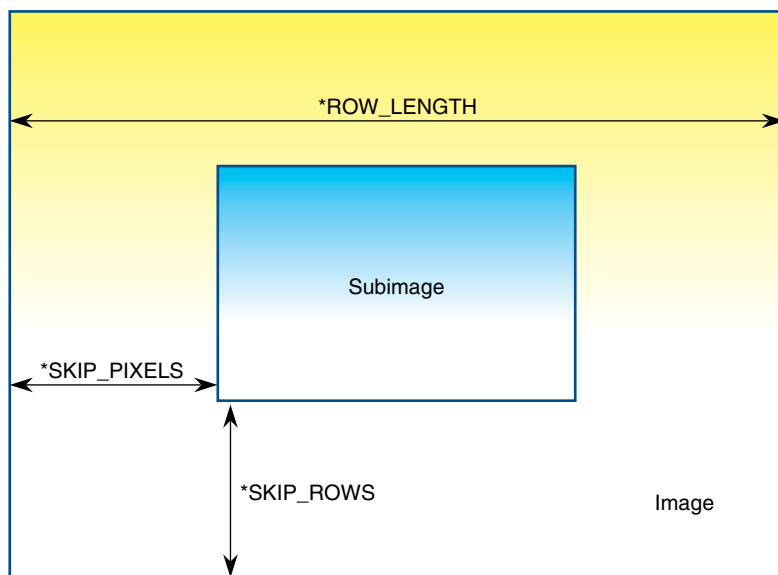 *ROW_LENGTH
Subimage
*SKIP_PIXELS
*SKIP_ROWS
Image